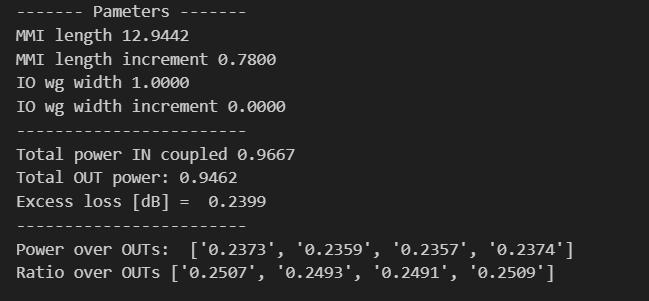 ------- Pameters -------
MMI length 12.9442
MMI length increment 0.7800
IO wg width 1.0000
IO wg width increment 0.0000
------------------------
Total power IN coupled 0.9667
Total OUT power: 0.9462
Excess loss [dB] =  0.2399
------------------------
Power over OUTs:  ['0.2373', '0.2359', '0.2357', '0.2374']
Ratio over OUTs ['0.2507', '0.2493', '0.2491', '0.2509']